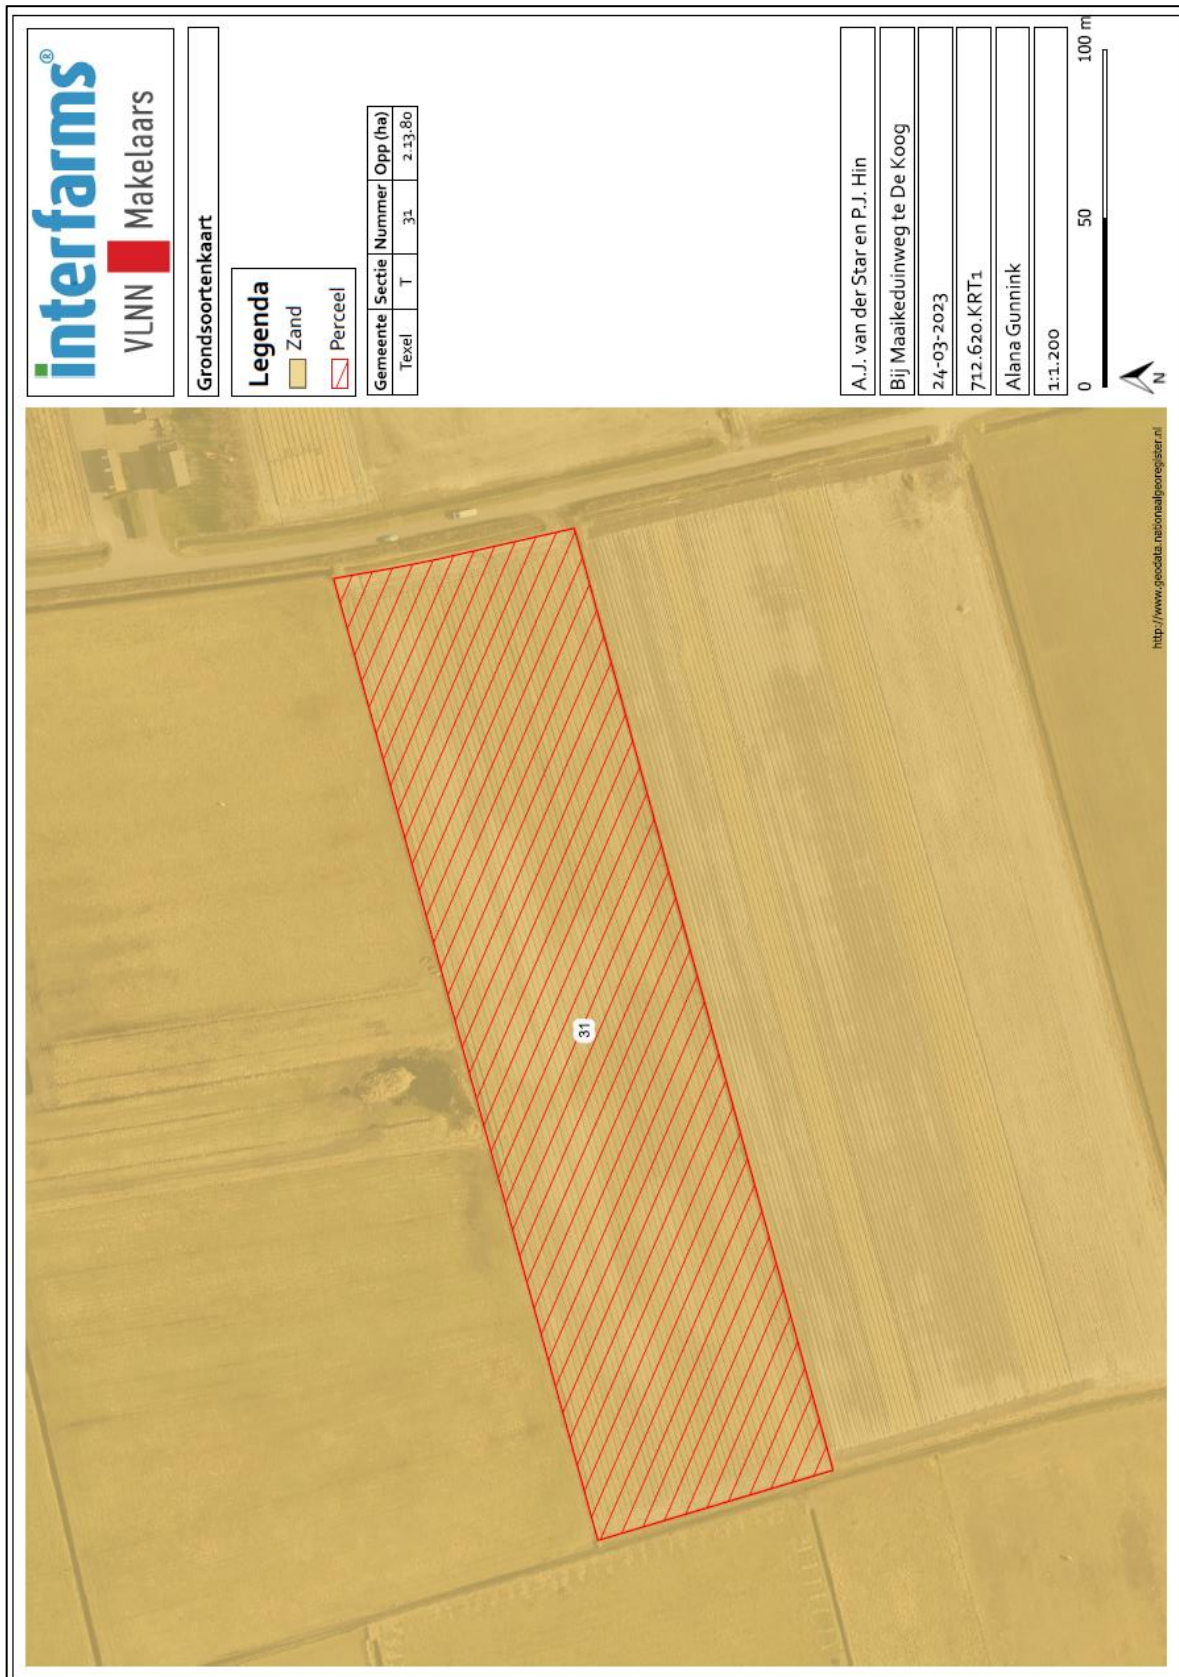 interfarms®
VLNN Makelaars
Grondsoortenkaart
Legenda
Zand
Perceel
Gemeente Sectie Nummer Opp (ha)
Texel T 31 2.13.80
A.J. van der Star en P.J. Hin
Bij Maaikeduinweg te De Koog
24-03-2023
712.620.KRT1
Alana Gunnink
1:1.200
0 50 100 m
N
31
http://www.geodata.nationaalgeoregister.nl